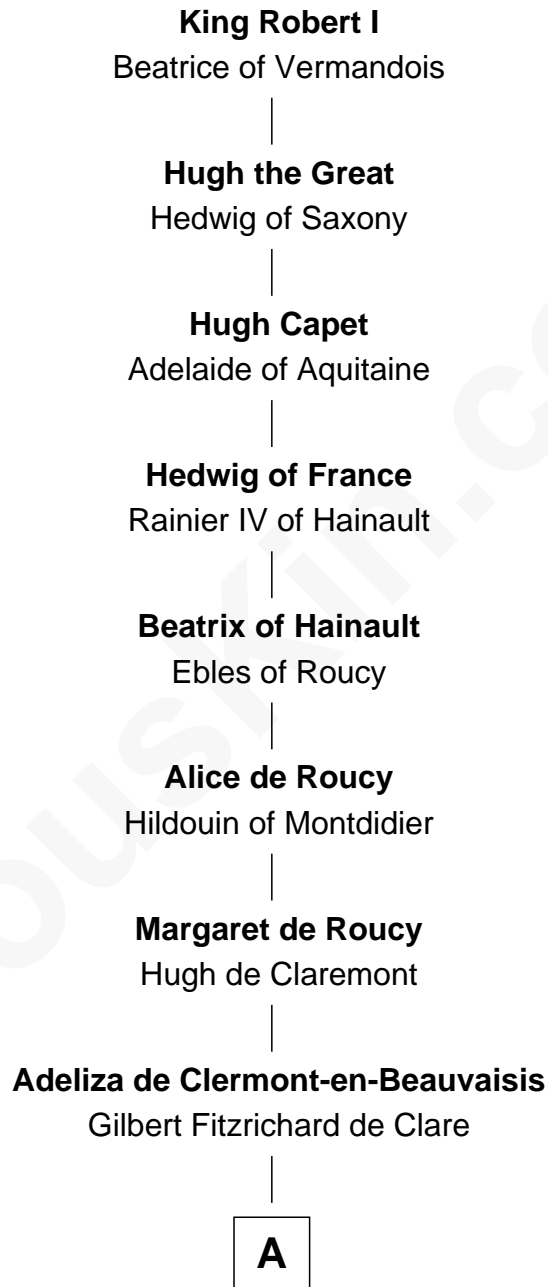 King Robert I
Beatrice of Vermandois
Hugh the Great
Hedwig of Saxony
Hugh Capet
Adelaide of Aquitaine
Hedwig of France
Rainier IV of Hainault
Beatrix of Hainault
Ebles of Roucy
Alice de Roucy
Hildouin of Montdidier
Margaret de Roucy
Hugh de Claremont
Adeliza de Clermont-en-Beauvaisis
Gilbert Fitzrichard de Clare
A